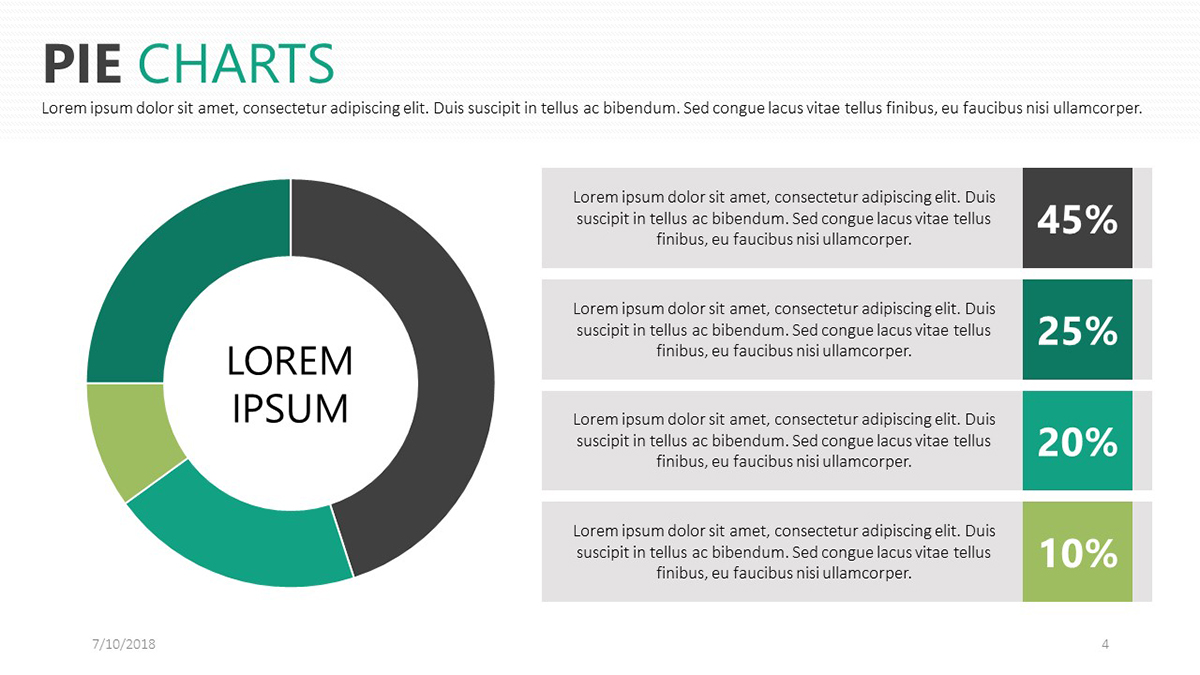 PIE CHARTS
Lorem ipsum dolor sit amet, consectetur adipiscing elit. Duis suscipit in tellus ac bibendum. Sed congue lacus vitae tellus finibus, eu faucibus nisi ullamcorper.
LOREM
IPSUM
Lorem ipsum dolor sit amet, consectetur adipiscing elit. Duis
suscipit in tellus ac bibendum. Sed congue lacus vitae tellus
finibus, eu faucibus nisi ullamcorper.
45%
Lorem ipsum dolor sit amet, consectetur adipiscing elit. Duis
suscipit in tellus ac bibendum. Sed congue lacus vitae tellus
finibus, eu faucibus nisi ullamcorper.
25%
Lorem ipsum dolor sit amet, consectetur adipiscing elit. Duis
suscipit in tellus ac bibendum. Sed congue lacus vitae tellus
finibus, eu faucibus nisi ullamcorper.
20%
Lorem ipsum dolor sit amet, consectetur adipiscing elit. Duis
suscipit in tellus ac bibendum. Sed congue lacus vitae tellus
finibus, eu faucibus nisi ullamcorper.
10%
7/10/2018
4